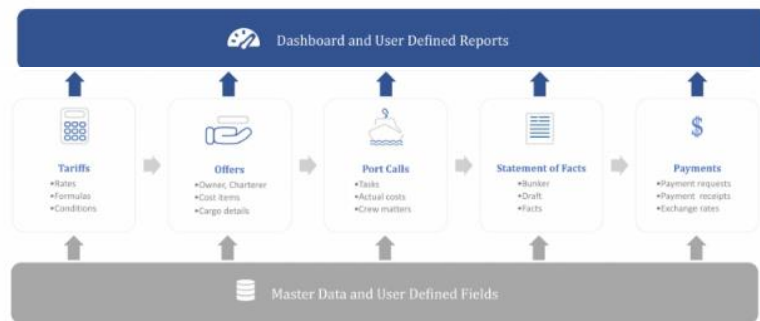 Dashboard and User Defined Reports
Tariffs
•Rates
•Formulas
•Conditions
Offers
•Owner, Charterer
•Cost items
•Cargo details
Port Calls
•Tasks
•Actual costs
•Crew matters
Statement of Facts
•Bunker
•Draft
•Facts
$
Payments
•Payment requests
•Payment receipts
•Exchange rates
Master Data and User Defined Fields